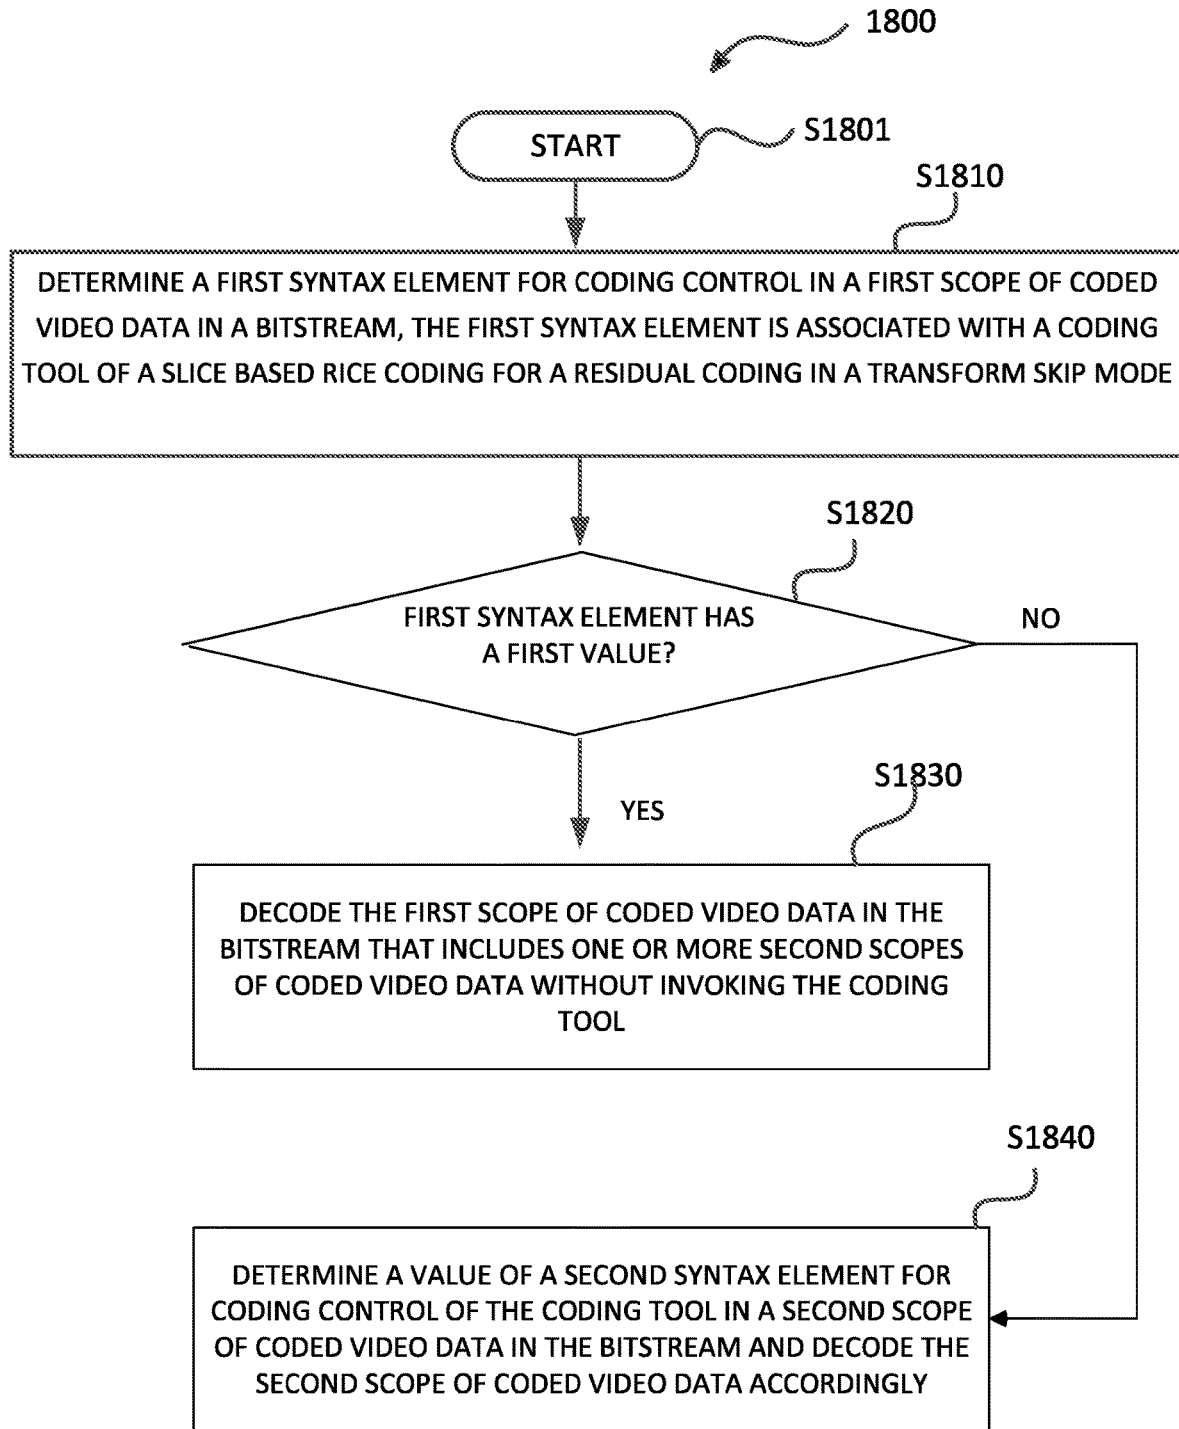 1800
START
S1801
S1810
DETERMINE A FIRST SYNTAX ELEMENT FOR CODING CONTROL IN A FIRST SCOPE OF CODED
VIDEO DATA IN A BITSTREAM, THE FIRST SYNTAX ELEMENT IS ASSOCIATED WITH A CODING
TOOL OF A SLICE BASED RICE CODING FOR A RESIDUAL CODING IN A TRANSFORM SKIP MODE
S1820
FIRST SYNTAX ELEMENT HAS
A FIRST VALUE?
NO
YES
S1830
DECODE THE FIRST SCOPE OF CODED VIDEO DATA IN THE
BITSTREAM THAT INCLUDES ONE OR MORE SECOND SCOPES
OF CODED VIDEO DATA WITHOUT INVOKING THE CODING
TOOL
S1840
DETERMINE A VALUE OF A SECOND SYNTAX ELEMENT FOR
CODING CONTROL OF THE CODING TOOL IN A SECOND SCOPE
OF CODED VIDEO DATA IN THE BITSTREAM AND DECODE THE
SECOND SCOPE OF CODED VIDEO DATA ACCORDINGLY